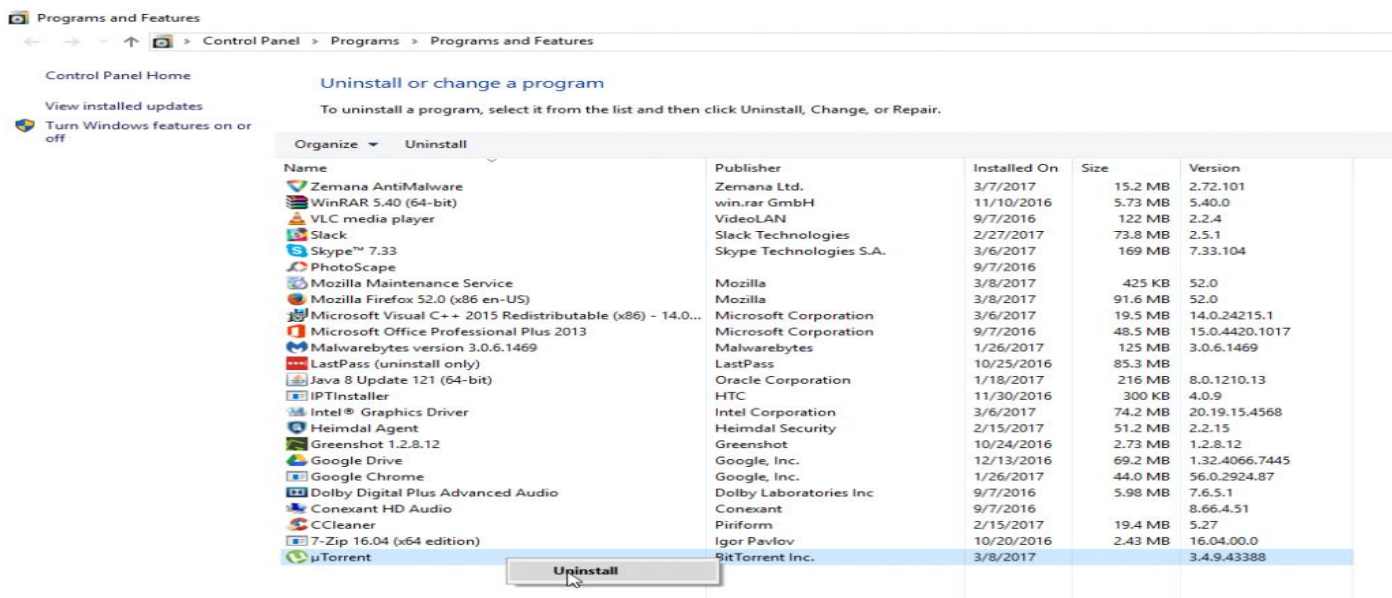 Programs and Features
Control Panel > Programs > Programs and Features
Control Panel Home
View installed updates
Turn Windows features on or
off
Uninstall or change a program
To uninstall a program, select it from the list and then click Uninstall, Change, or Repair.
Organize Uninstall
Name Publisher Installed On Size Version
Zemana AntiMalware Zemana Ltd. 3/7/2017 15.2 MB 2.72.101
WinRAR 5.40 (64-bit) win.rar GmbH 11/10/2016 5.73 MB 5.40.0
VLC media player VideoLAN 9/7/2016 122 MB 2.2.4
Slack Slack Technologies 2/27/2017 73.8 MB 2.5.1
Skype™ 7.33 Skype Technologies S.A. 3/6/2017 169 MB 7.33.104
PhotoScape 9/7/2016
Mozilla Maintenance Service Mozilla 3/8/2017 425 KB 52.0
Mozilla Firefox 52.0 (x86 en-US) Mozilla 3/8/2017 91.6 MB 52.0
Microsoft Visual C++ 2015 Redistributable (x86) - 14.0... Microsoft Corporation 3/6/2017 19.5 MB 14.0.24215.1
Microsoft Office Professional Plus 2013 Microsoft Corporation 9/7/2016 48.5 MB 15.0.4420.1017
Malwarebytes version 3.0.6.1469 Malwarebytes 1/26/2017 125 MB 3.0.6.1469
LastPass (uninstall only) LastPass 10/25/2016 85.3 MB
Java 8 Update 121 (64-bit) Oracle Corporation 1/18/2017 216 MB 8.0.1210.13
IPTInstaller HTC 11/30/2016 300 KB 4.0.9
Intel® Graphics Driver Intel Corporation 3/6/2017 74.2 MB 20.19.15.4568
Heimdal Agent Heimdal Security 2/15/2017 51.2 MB 2.2.15
Greenshot 1.2.8.12 Greenshot 10/24/2016 2.73 MB 1.2.8.12
Google Drive Google, Inc. 12/13/2016 69.2 MB 1.32.4066.7445
Google Chrome Google, Inc. 1/26/2017 44.0 MB 56.0.2924.87
Dolby Digital Plus Advanced Audio Dolby Laboratories Inc 9/7/2016 5.98 MB 7.6.5.1
Conexant HD Audio Conexant 9/7/2016 8.66.4.51
CCleaner Piriform 2/15/2017 19.4 MB 5.27
7-Zip 16.04 (x64 edition) Igor Pavlov 10/20/2016 2.43 MB 16.04.00.0
µTorrent BitTorrent Inc. 3/8/2017 3.4.9.43388
Uninstall